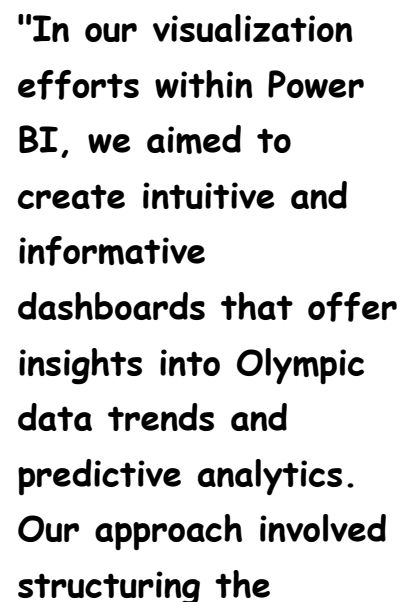 "In our visualization
efforts within Power
BI, we aimed to
create intuitive and
informative
dashboards that offer
insights into Olympic
data trends and
predictive analytics.
Our approach involved
structuring the